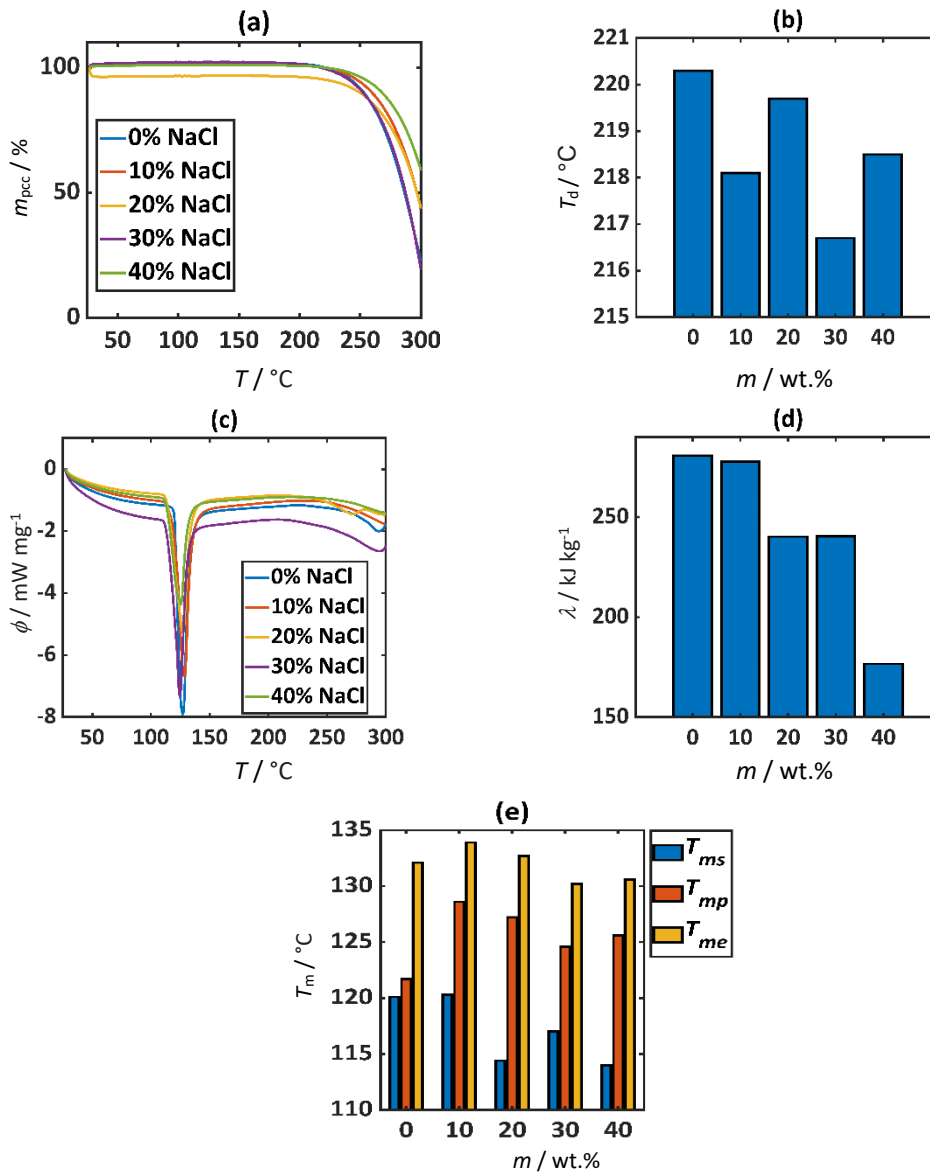 (a)
100
50
0
m_pcc / %
0% NaCl
10% NaCl
20% NaCl
30% NaCl
40% NaCl
50 100 150 200 250 300
T / °C
(b)
221
220
219
218
217
216
215
T_d / °C
0 10 20 30 40
m / wt.%
(c)
0
-2
-4
-6
-8
ϕ / mW mg⁻¹
0% NaCl
10% NaCl
20% NaCl
30% NaCl
40% NaCl
50 100 150 200 250 300
T / °C
(d)
250
200
150
λ / kJ kg⁻¹
0 10 20 30 40
m / wt.%
(e)
135
130
125
120
115
110
T_m / °C
T_ms
T_mp
T_me
0 10 20 30 40
m / wt.%